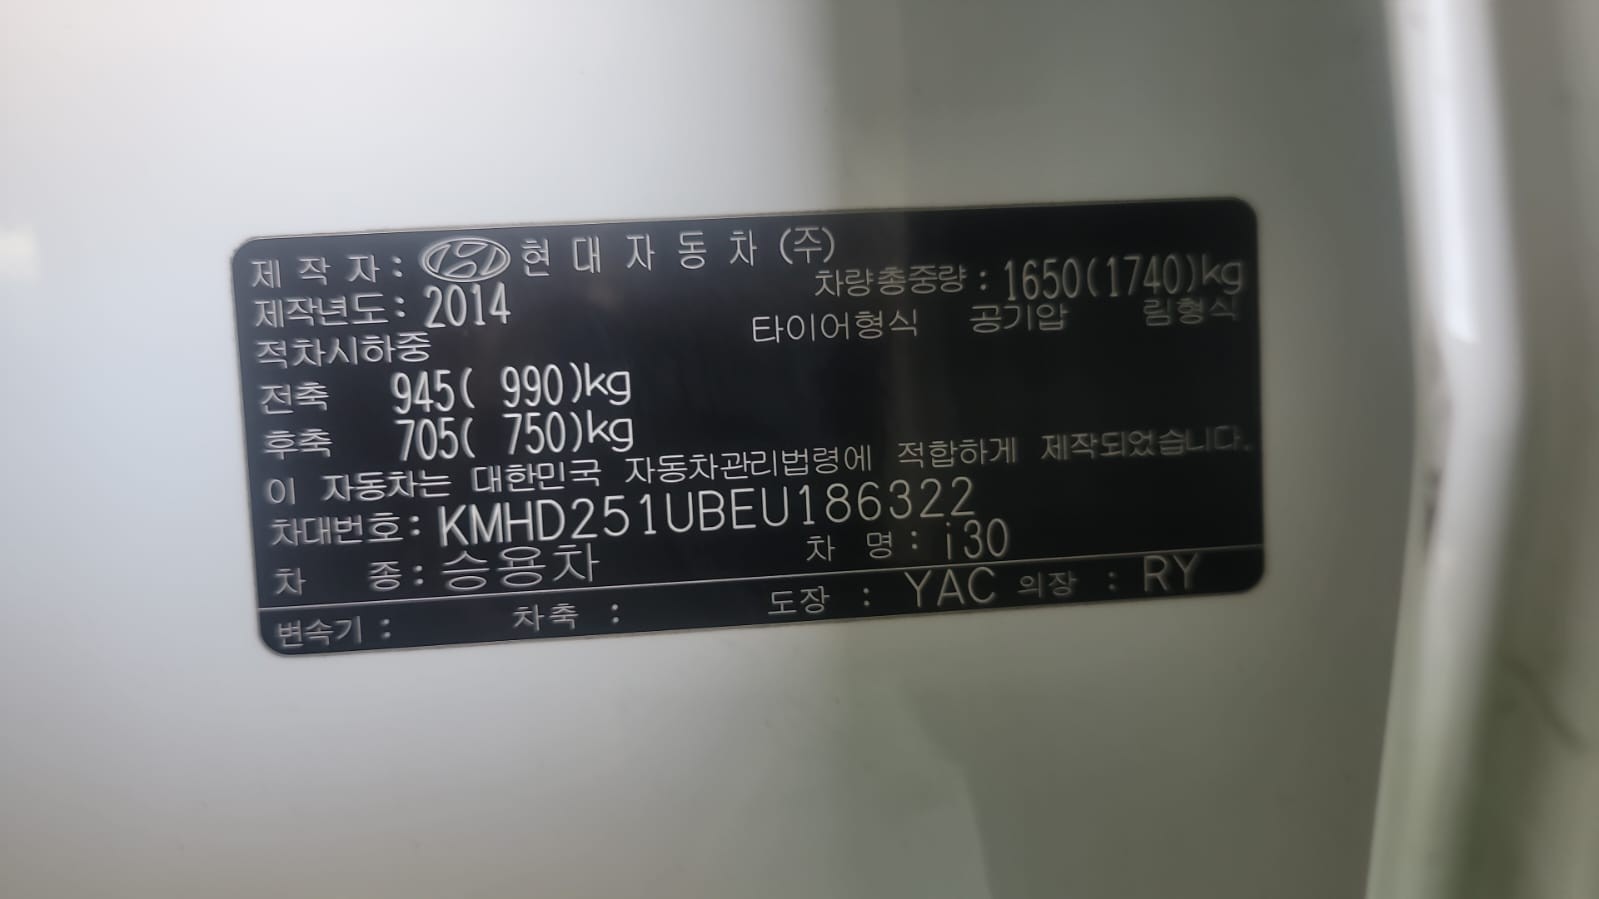 제작자: 현대자동차(주)
제작년도: 2014 차량총중량: 1650(1740)kg
적차시하중 타이어형식 공기압 림형식
전축 945( 990)kg
후축 705( 750)kg
이 자동차는 대한민국 자동차관리법령에 적합하게 제작되었습니다.
차대번호: KMHD251UBEU186322
차 종: 승용차 차 명: i30
변속기: 차축: 도장: YAC 의장: RY